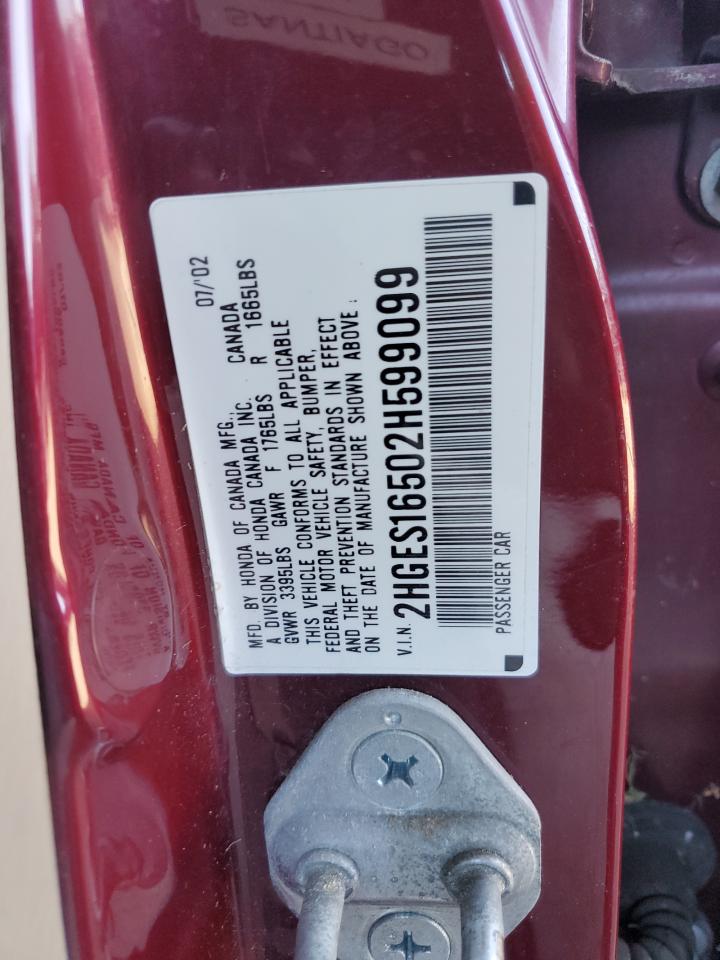 SANTIAGO
07/'02
MFD. BY HONDA OF CANADA MFG., CANADA
A DIVISION OF HONDA CANADA INC.
GVWR 3395LBS GAWR F 1765LBS R 1665LBS
THIS VEHICLE CONFORMS TO ALL APPLICABLE
FEDERAL MOTOR VEHICLE SAFETY, BUMPER,
AND THEFT PREVENTION STANDARDS IN EFFECT
ON THE DATE OF MANUFACTURE SHOWN ABOVE:
V.I.N. 2HGES16502H599099
PASSENGER CAR